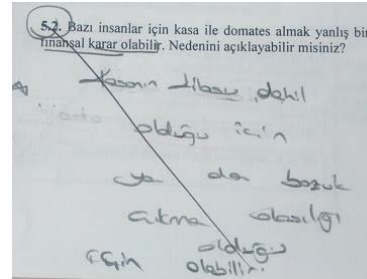 5.2. Bazı insanlar için kasa ile domates almak yanlış bir
finansal karar olabilir. Nedenini açıklayabilir misiniz?
Kasanın dibası dahil
olduğu için
ya da bozuk
çıkma olasılığı
olduğu
için olabilir.